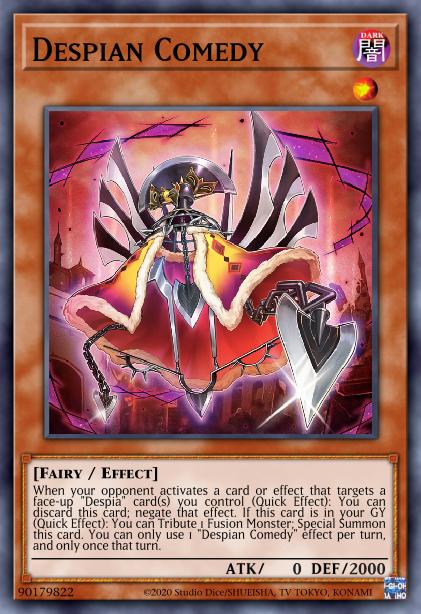 DESPIAN COMEDY
DARK
闇
[FAIRY / EFFECT]
When your opponent activates a card or effect that targets a
face-up "Despia" card(s) you control (Quick Effect): You can
discard this card; negate that effect. If this card is in your GY
(Quick Effect): You can Tribute 1 Fusion Monster; Special Summon
this card. You can only use 1 "Despian Comedy" effect per turn,
and only once that turn.
ATK/ 0 DEF/2000
90179822 ©2020 Studio Dice/SHUEISHA, TV TOKYO, KONAMI